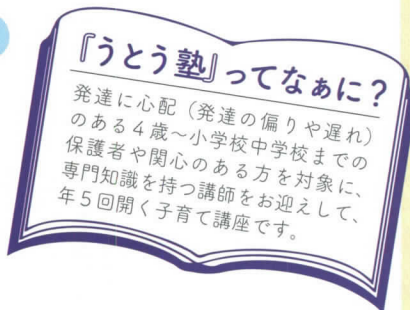 『うとう塾』ってなぁに？
発達に心配（発達の偏りや遅れ）
のある４歳～小学校中学校までの
保護者や関心のある方を対象に、
専門知識を持つ講師をお迎えして、
年５回開く子育て講座です。